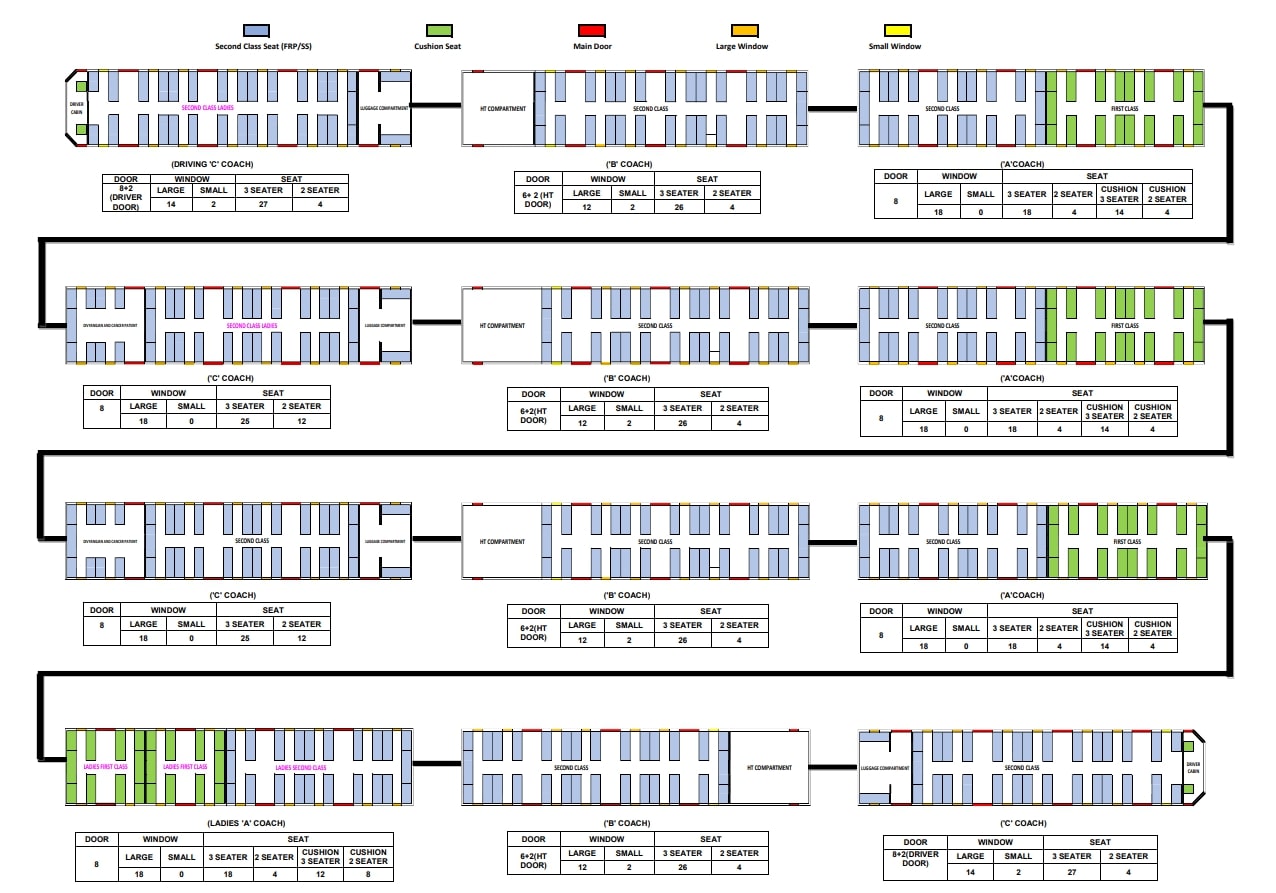 Second Class Seat (FRP/SS) Cushion Seat Main Door Large Window Small Window
DRIVER CABIN SECOND CLASS LADIES LUGGAGE COMPARTMENT HT COMPARTMENT SECOND CLASS SECOND CLASS FIRST CLASS
(DRIVING 'C' COACH)
DOOR WINDOW SEAT
8+2 (DRIVER DOOR) LARGE SMALL 3 SEATER 2 SEATER
14 2 27 4
('B' COACH)
DOOR WINDOW SEAT
6+ 2 (HT DOOR) LARGE SMALL 3 SEATER 2 SEATER
12 2 26 4
('A'COACH)
DOOR WINDOW SEAT
8 LARGE SMALL 3 SEATER 2 SEATER CUSHION 3 SEATER CUSHION 2 SEATER
18 0 18 4 14 4
DIVYANGJAN AND CANCER PATIENT SECOND CLASS LADIES LUGGAGE COMPARTMENT HT COMPARTMENT SECOND CLASS SECOND CLASS FIRST CLASS
('C' COACH)
DOOR WINDOW SEAT
8 LARGE SMALL 3 SEATER 2 SEATER
18 0 25 12
('B' COACH)
DOOR WINDOW SEAT
6+2(HT DOOR) LARGE SMALL 3 SEATER 2 SEATER
12 2 26 4
('A'COACH)
DOOR WINDOW SEAT
8 LARGE SMALL 3 SEATER 2 SEATER CUSHION 3 SEATER CUSHION 2 SEATER
18 0 18 4 14 4
DIVYANGJAN AND CANCER PATIENT SECOND CLASS LUGGAGE COMPARTMENT HT COMPARTMENT SECOND CLASS SECOND CLASS FIRST CLASS
('C' COACH)
DOOR WINDOW SEAT
8 LARGE SMALL 3 SEATER 2 SEATER
18 0 25 12
('B' COACH)
DOOR WINDOW SEAT
6+2(HT DOOR) LARGE SMALL 3 SEATER 2 SEATER
12 2 26 4
('A'COACH)
DOOR WINDOW SEAT
8 LARGE SMALL 3 SEATER 2 SEATER CUSHION 3 SEATER CUSHION 2 SEATER
18 0 18 4 14 4
LADIES FIRST CLASS LADIES FIRST CLASS LADIES SECOND CLASS SECOND CLASS HT COMPARTMENT LUGGAGE COMPARTMENT SECOND CLASS DRIVER CABIN
(LADIES 'A' COACH)
DOOR WINDOW SEAT
8 LARGE SMALL 3 SEATER 2 SEATER CUSHION 3 SEATER CUSHION 2 SEATER
18 0 18 4 12 8
('B' COACH)
DOOR WINDOW SEAT
6+2(HT DOOR) LARGE SMALL 3 SEATER 2 SEATER
12 2 26 4
('C' COACH)
DOOR WINDOW SEAT
8+2(DRIVER DOOR) LARGE SMALL 3 SEATER 2 SEATER
14 2 27 4